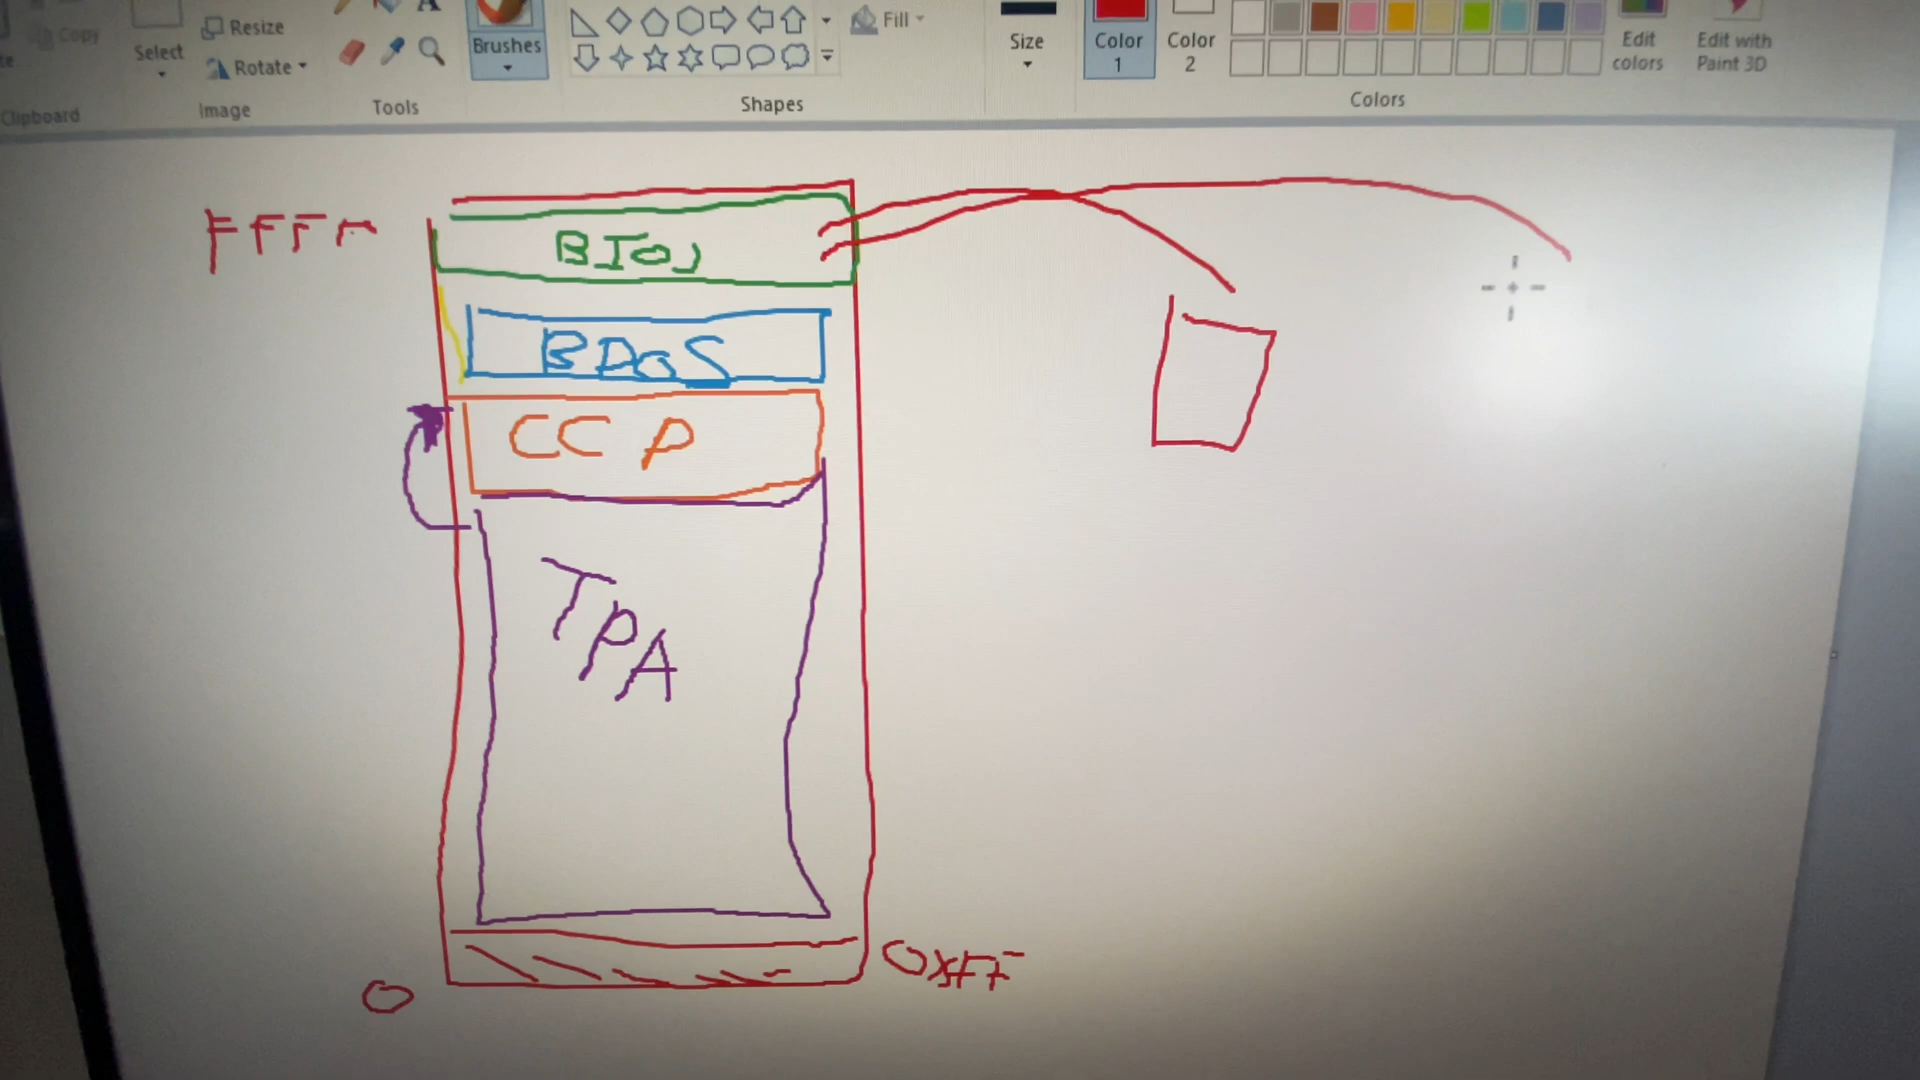 Copy
Select
Resize
Rotate
Brushes
Fill
Size
Color 1
Color 2
Edit colors
Edit with Paint 3D
Clipboard
Image
Tools
Shapes
Colors
BIOS
BDOS
CCP
TPA
0
0xFF